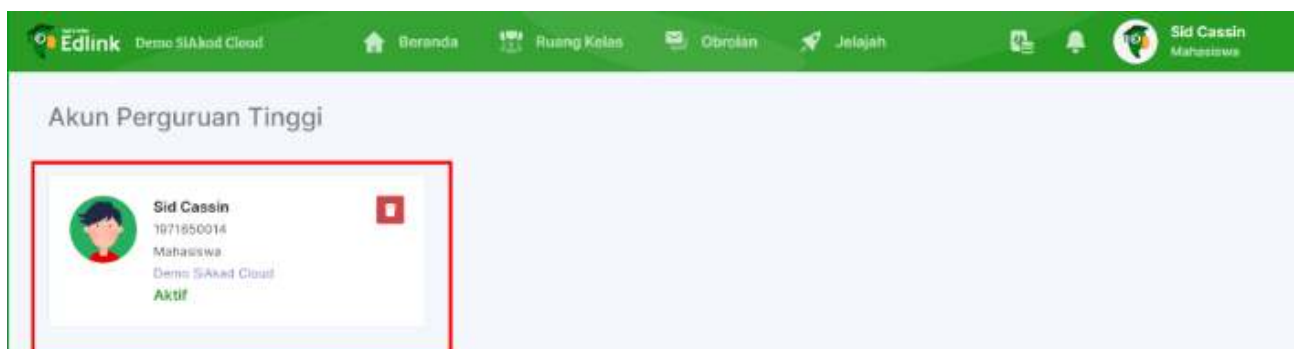 Edlink Demo SiAkad Cloud
Beranda
Ruang Kelas
Obrolan
Jelajah
Sid Cassin
Mahasiswa
Akun Perguruan Tinggi
Sid Cassin
1971650014
Mahasiswa
Demo SiAkad Cloud
Aktif